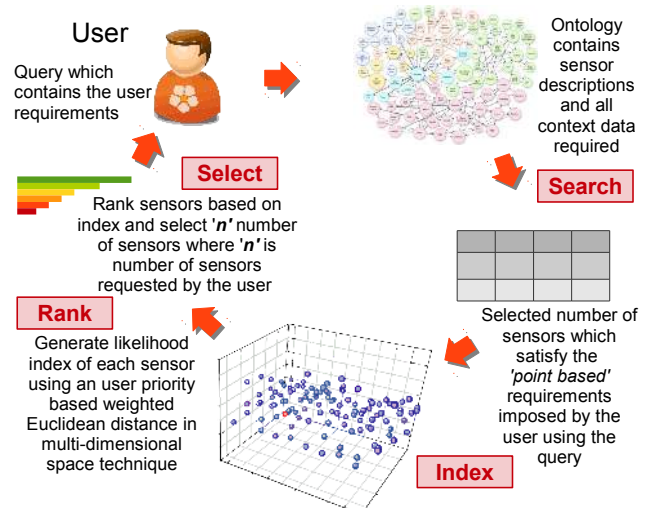 User
Query which
contains the user
requirements
Ontology
contains
sensor
descriptions
and all
context data
required
Search
Selected number of
sensors which
satisfy the
'point based'
requirements
imposed by the
user using the
query
Index
Generate likelihood
index of each sensor
using an user priority
based weighted
Euclidean distance in
multi-dimensional
space technique
Rank
Rank sensors based on
index and select 'n' number
of sensors where 'n' is
number of sensors
requested by the user
Select